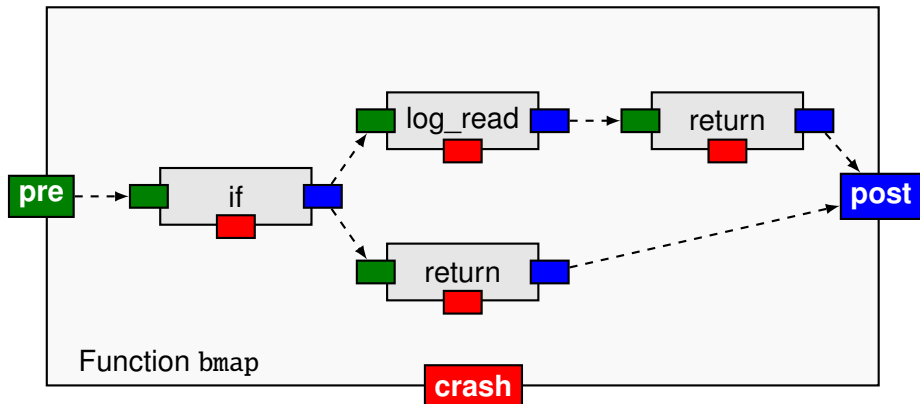 log_read
return
pre
if
post
return
Function bmap
crash